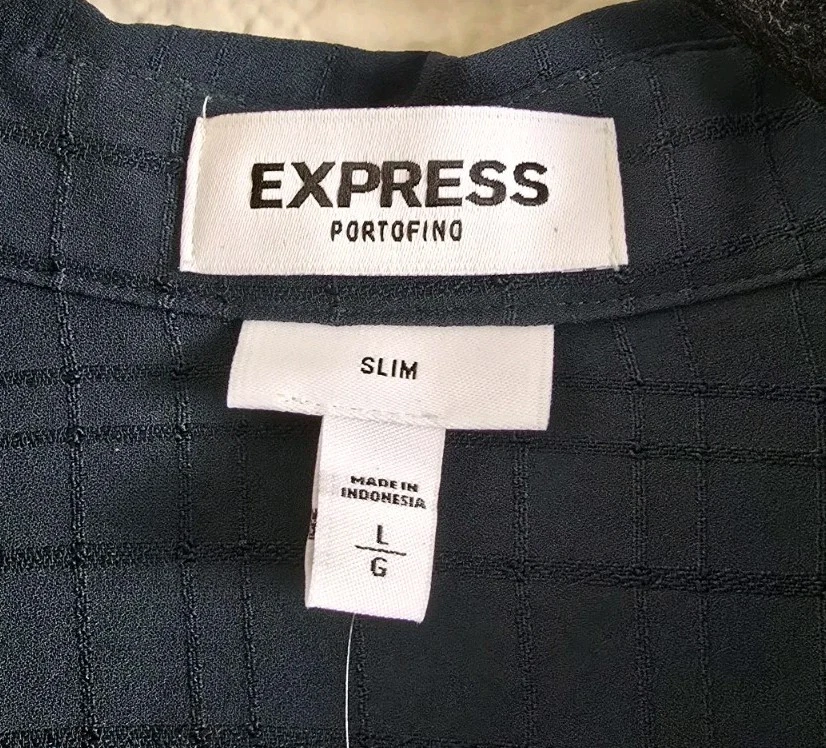 EXPRESS
PORTOFINO
SLIM
MADE IN
INDONESIA
L
G